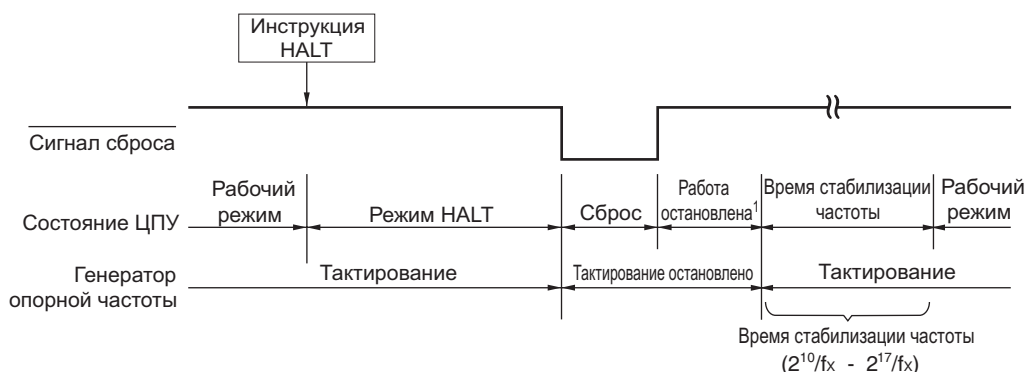 Инструкция
HALT
Сигнал сброса
Состояние ЦПУ
Рабочий
режим
Режим HALT
Сброс
Работа
остановлена¹
Время стабилизации
частоты
Рабочий
режим
Генератор
опорной частоты
Тактирование
Тактирование остановлено
Тактирование
Время стабилизации частоты
(2¹⁰/fx - 2¹⁷/fx)